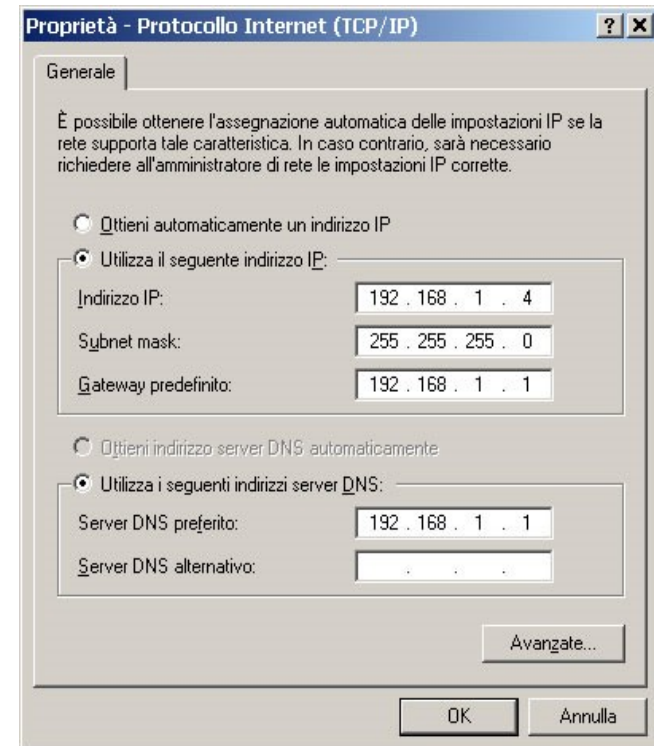 Proprietà - Protocollo Internet (TCP/IP)
Generale
È possibile ottenere l'assegnazione automatica delle impostazioni IP se la
rete supporta tale caratteristica. In caso contrario, sarà necessario
richiedere all'amministratore di rete le impostazioni IP corrette.
Ottieni automaticamente un indirizzo IP
Utilizza il seguente indirizzo IP:
Indirizzo IP: 192 . 168 . 1 . 4
Subnet mask: 255 . 255 . 255 . 0
Gateway predefinito: 192 . 168 . 1 . 1
Ottieni indirizzo server DNS automaticamente
Utilizza i seguenti indirizzi server DNS:
Server DNS preferito: 192 . 168 . 1 . 1
Server DNS alternativo: . . .
Avanzate...
OK Annulla